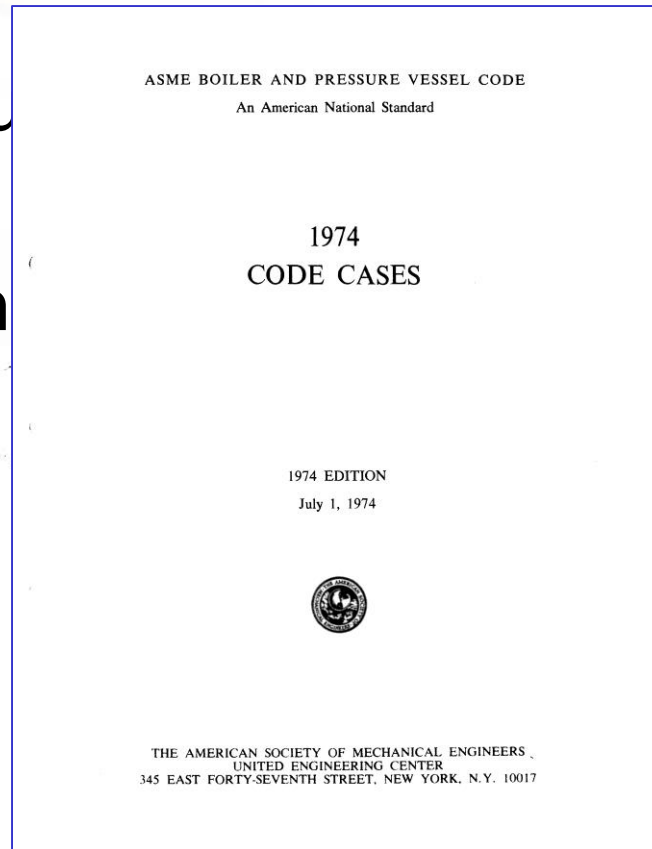 ASME BOILER AND PRESSURE VESSEL CODE
An American National Standard
1974
CODE CASES
1974 EDITION
July 1, 1974
THE AMERICAN SOCIETY OF MECHANICAL ENGINEERS
UNITED ENGINEERING CENTER
345 EAST FORTY-SEVENTH STREET, NEW YORK, N.Y. 10017